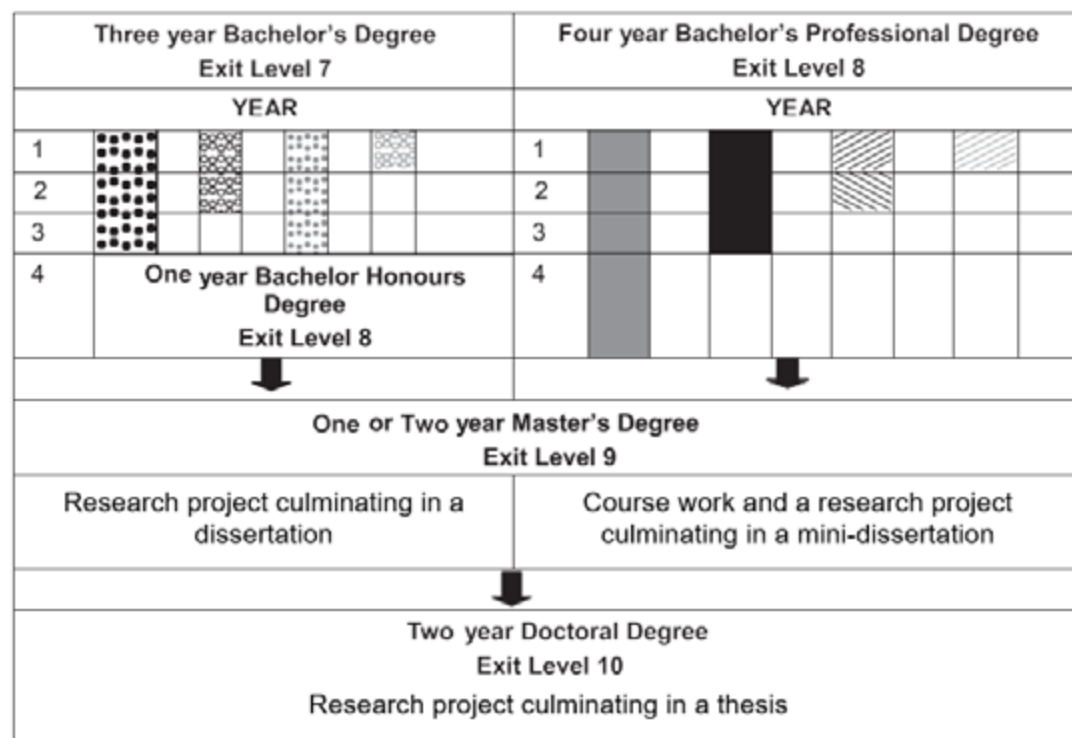 Three year Bachelor's Degree
Exit Level 7
Four year Bachelor's Professional Degree
Exit Level 8
YEAR
YEAR
1
2
3
4
One year Bachelor Honours
Degree
Exit Level 8
1
2
3
4
One or Two year Master's Degree
Exit Level 9
Research project culminating in a
dissertation
Course work and a research project
culminating in a mini-dissertation
Two year Doctoral Degree
Exit Level 10
Research project culminating in a thesis